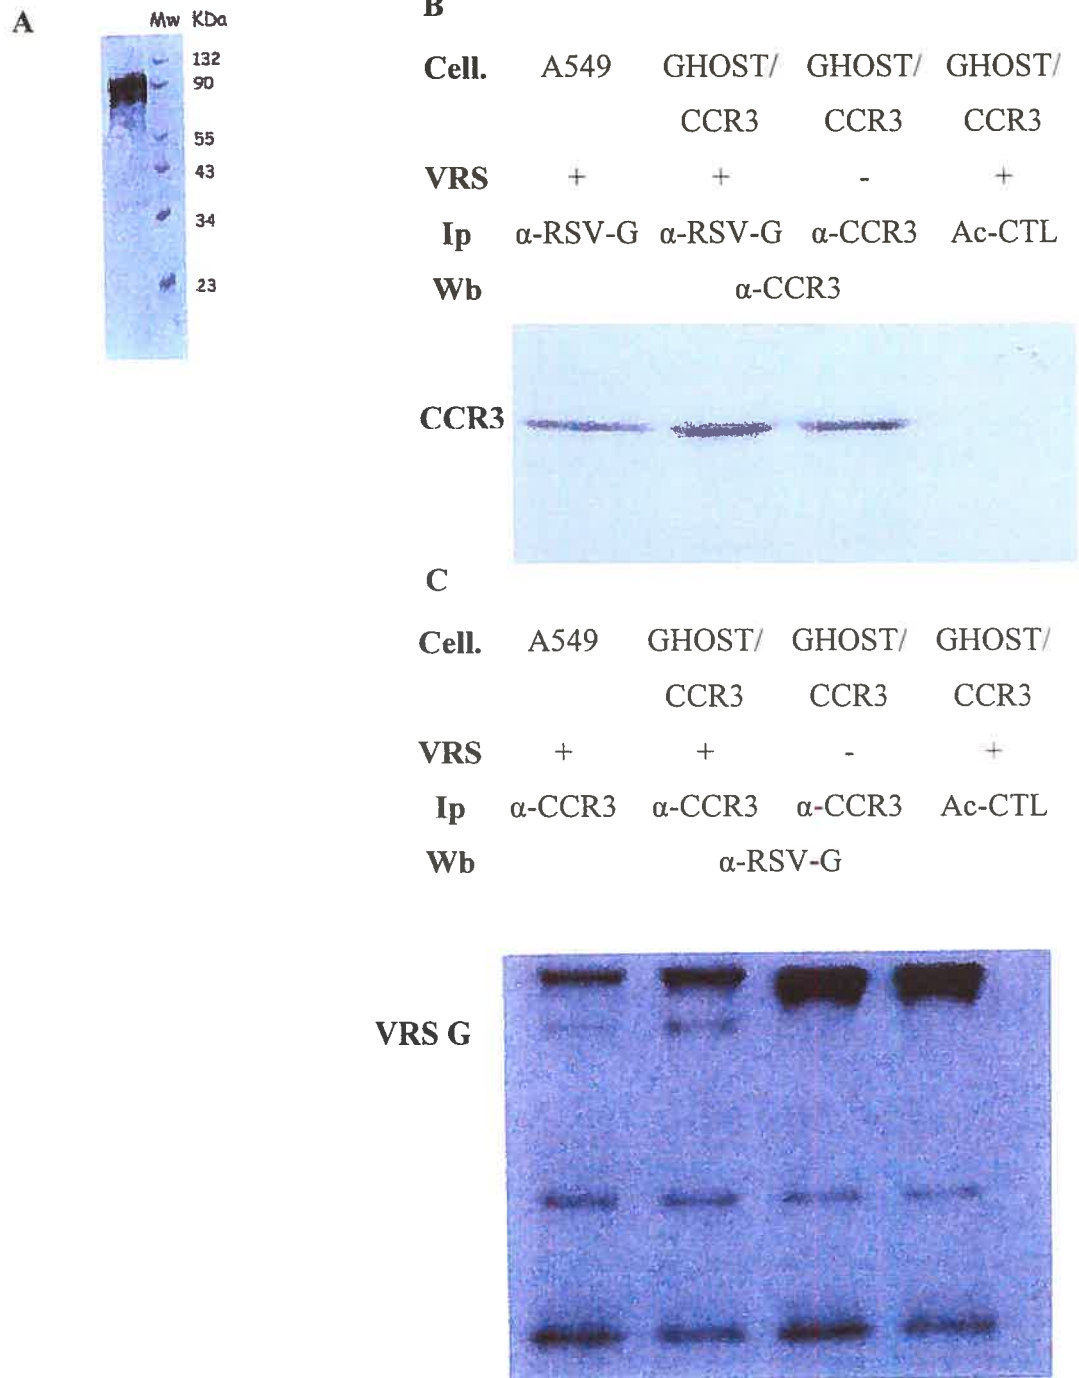 A
Mw KDa
132
90
55
43
34
23
B
Cell. A549 GHOST/ GHOST/ GHOST/
CCR3 CCR3 CCR3
VRS + + - +
Ip α-RSV-G α-RSV-G α-CCR3 Ac-CTL
Wb α-CCR3
CCR3
C
Cell. A549 GHOST/ GHOST/ GHOST/
CCR3 CCR3 CCR3
VRS + + - +
Ip α-CCR3 α-CCR3 α-CCR3 Ac-CTL
Wb α-RSV-G
VRS G